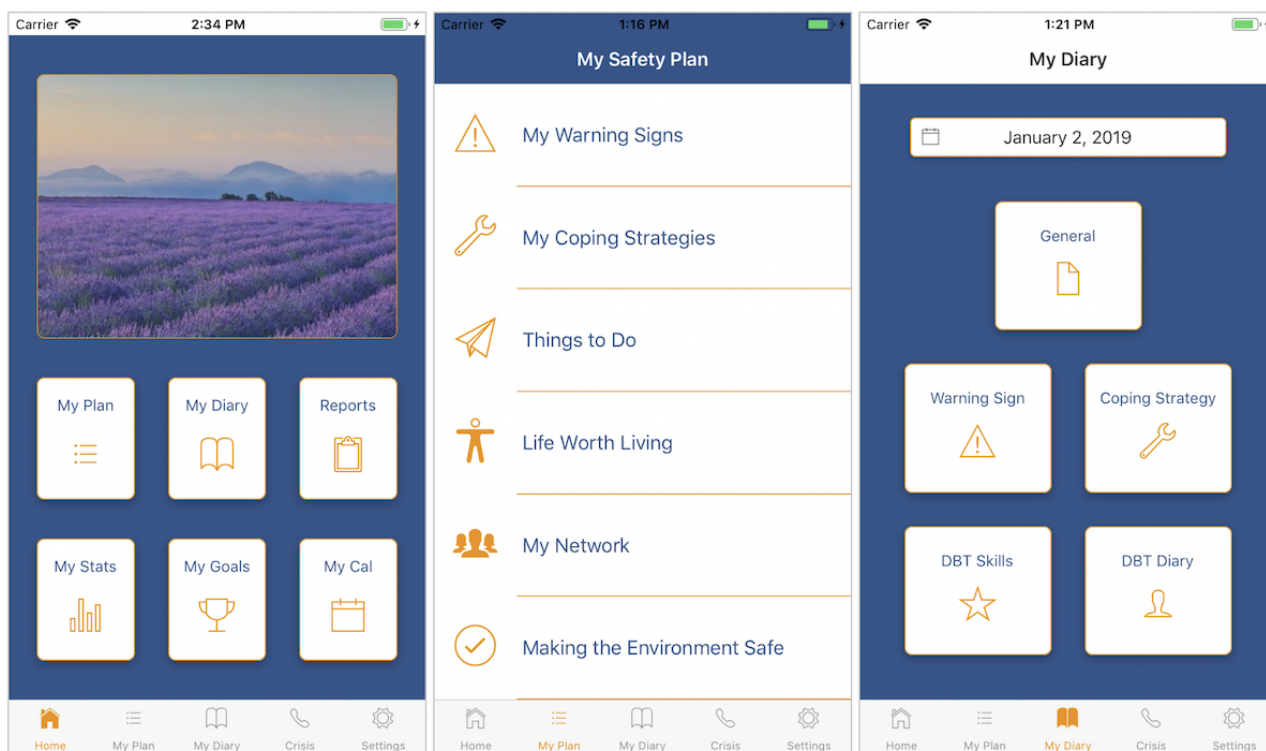 Carrier
2:34 PM
My Plan
My Diary
Reports
My Stats
My Goals
My Cal
Home
My Plan
My Diary
Crisis
Settings
Carrier
1:16 PM
My Safety Plan
My Warning Signs
My Coping Strategies
Things to Do
Life Worth Living
My Network
Making the Environment Safe
Home
My Plan
My Diary
Crisis
Settings
Carrier
1:21 PM
My Diary
January 2, 2019
General
Warning Sign
Coping Strategy
DBT Skills
DBT Diary
Home
My Plan
My Diary
Crisis
Settings